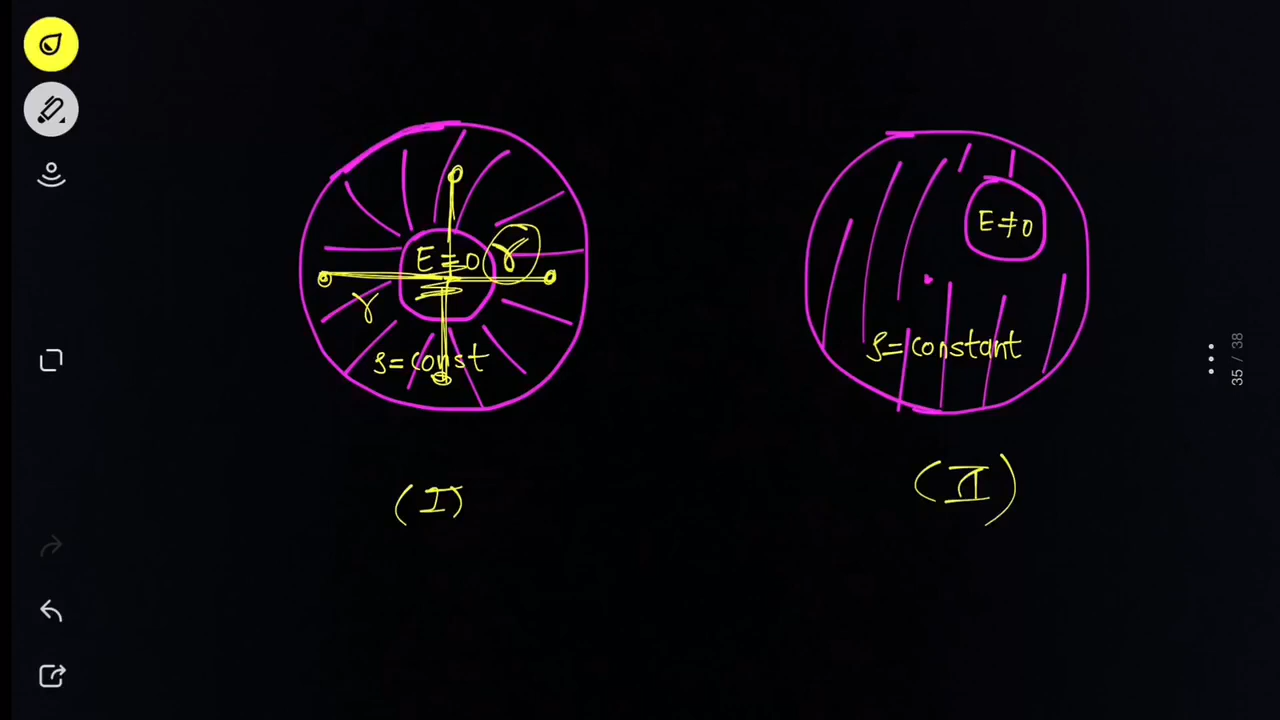 E=0
r
r
ρ=const
(I)
E≠0
ρ=constant
(II)
35 / 38